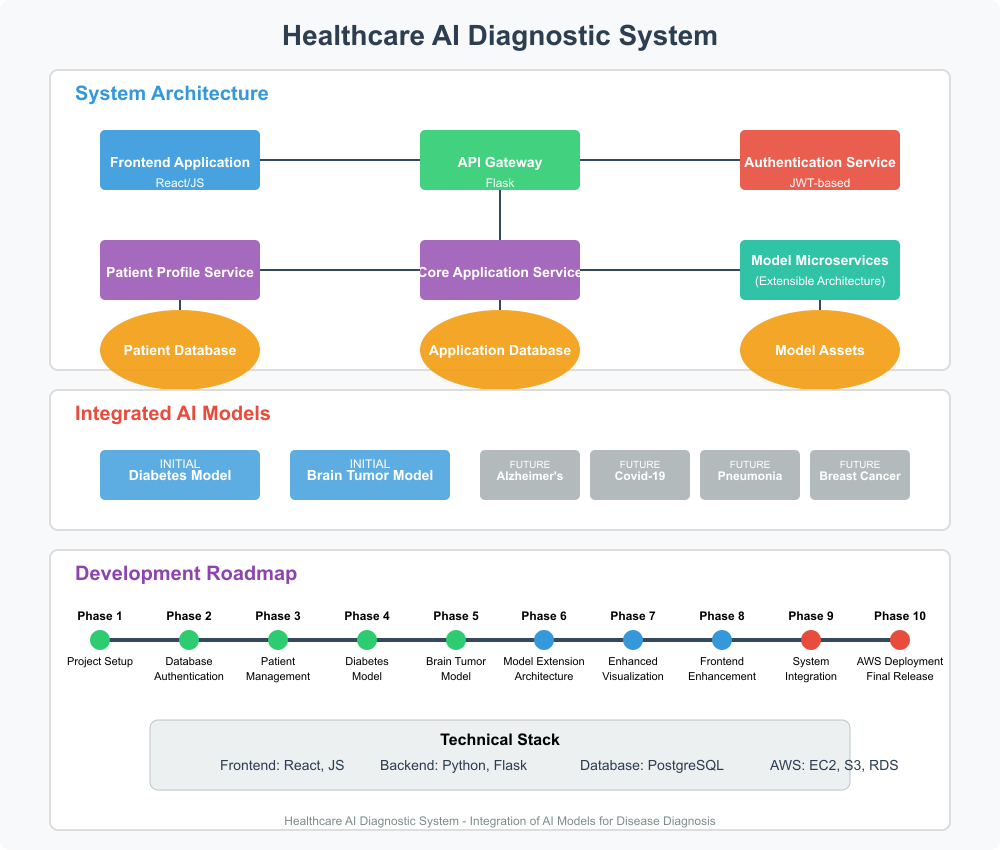 Healthcare AI Diagnostic System
System Architecture
Frontend Application
React/JS
API Gateway
Flask
Authentication Service
JWT-based
Patient Profile Service
Core Application Service
Model Microservices
(Extensible Architecture)
Patient Database
Application Database
Model Assets
Integrated AI Models
INITIAL
Diabetes Model
INITIAL
Brain Tumor Model
FUTURE
Alzheimer's
FUTURE
Covid-19
FUTURE
Pneumonia
FUTURE
Breast Cancer
Development Roadmap
Phase 1
Project Setup
Phase 2
Database
Authentication
Phase 3
Patient
Management
Phase 4
Diabetes
Model
Phase 5
Brain Tumor
Model
Phase 6
Model Extension
Architecture
Phase 7
Enhanced
Visualization
Phase 8
Frontend
Enhancement
Phase 9
System
Integration
Phase 10
AWS Deployment
Final Release
Technical Stack
Frontend: React, JS
Backend: Python, Flask
Database: PostgreSQL
AWS: EC2, S3, RDS
Healthcare AI Diagnostic System - Integration of AI Models for Disease Diagnosis